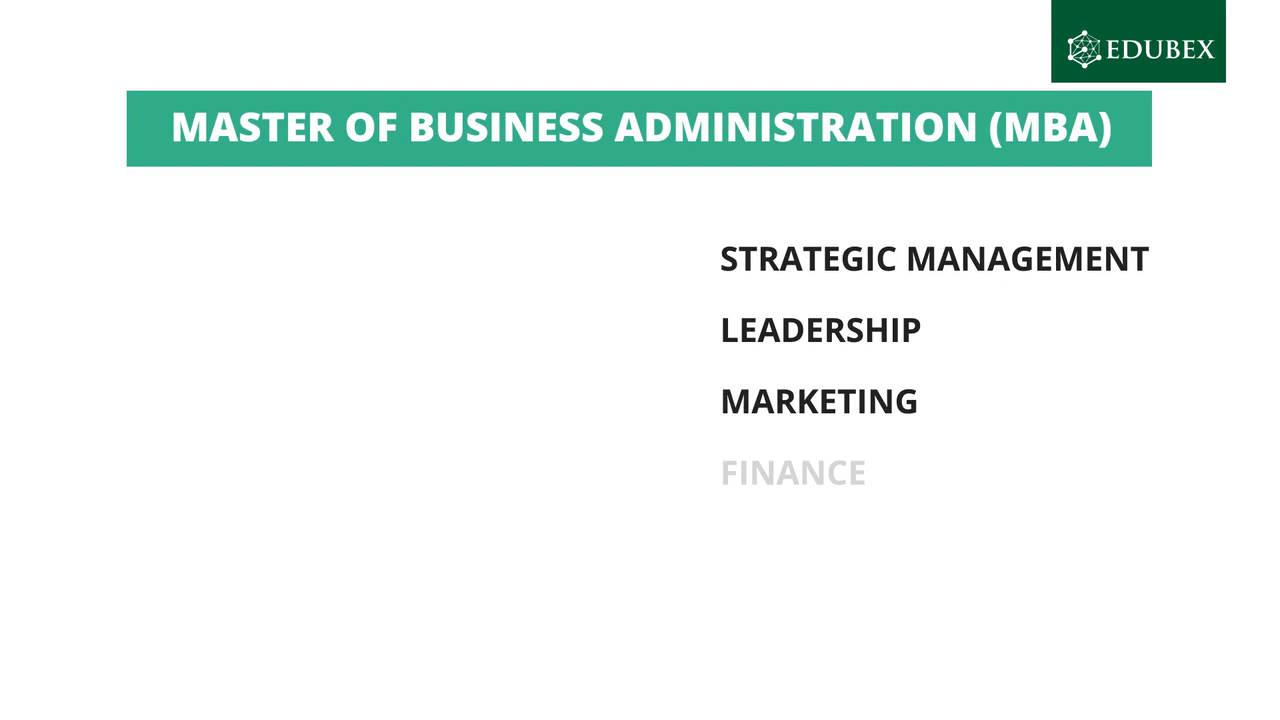 EDUBEX
MASTER OF BUSINESS ADMINISTRATION (MBA)
STRATEGIC MANAGEMENT
LEADERSHIP
MARKETING
FINANCE